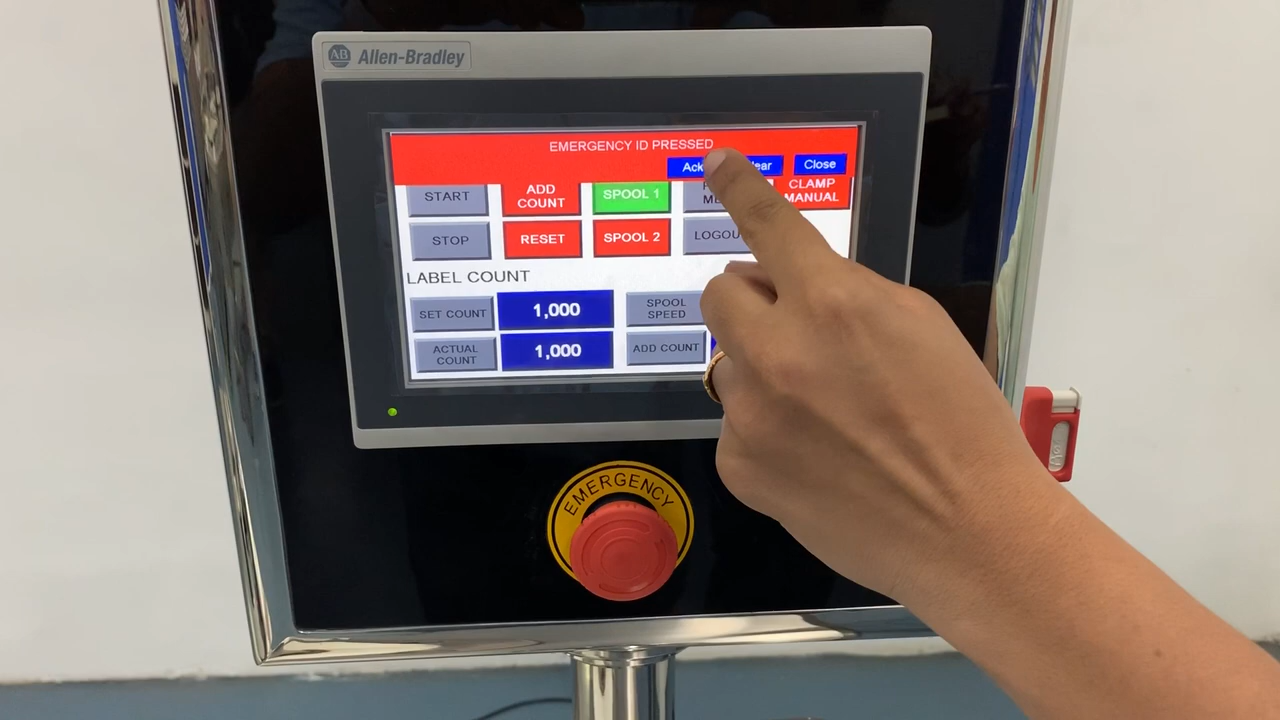 AB Allen-Bradley
EMERGENCY ID PRESSED
Close
START
ADD
COUNT
SPOOL 1
CLAMP
MANUAL
STOP
RESET
SPOOL 2
LABEL COUNT
SET COUNT
1,000
SPOOL
SPEED
ACTUAL
COUNT
1,000
ADD COUNT
EMERGENCY